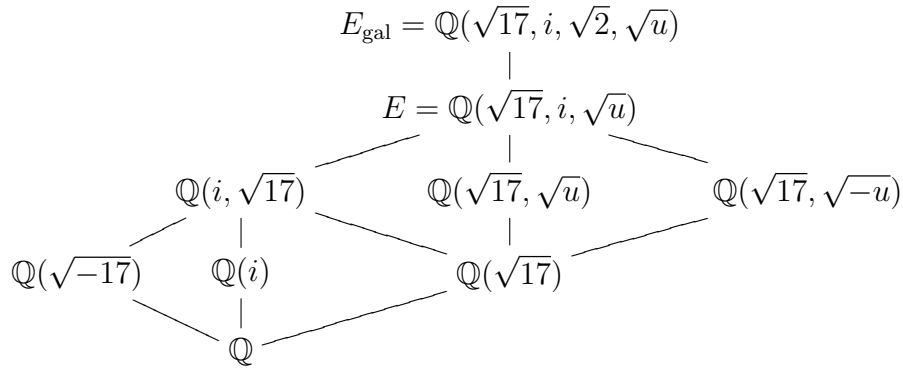 E_gal = ℚ(√17, i, √2, √u)
E = ℚ(√17, i, √u)
ℚ(i, √17) ℚ(√17, √u) ℚ(√17, √−u)
ℚ(√−17) ℚ(i) ℚ(√17)
ℚ